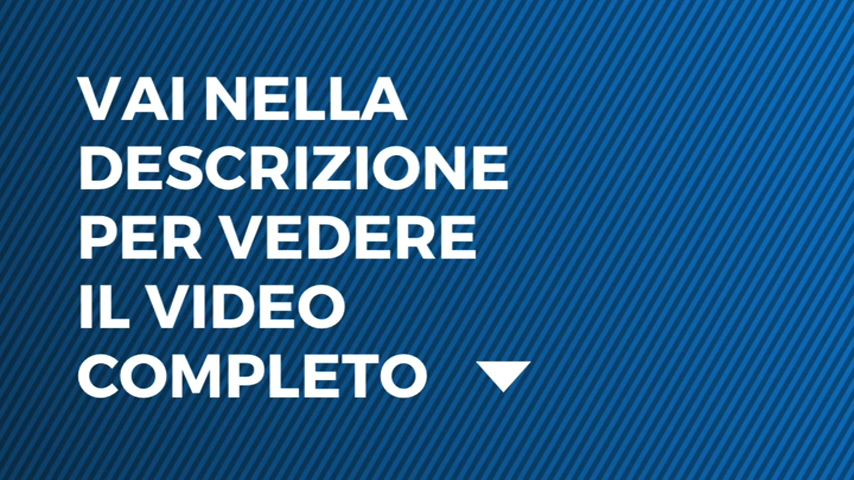 VAI NELLA
DESCRIZIONE
PER VEDERE
IL VIDEO
COMPLETO